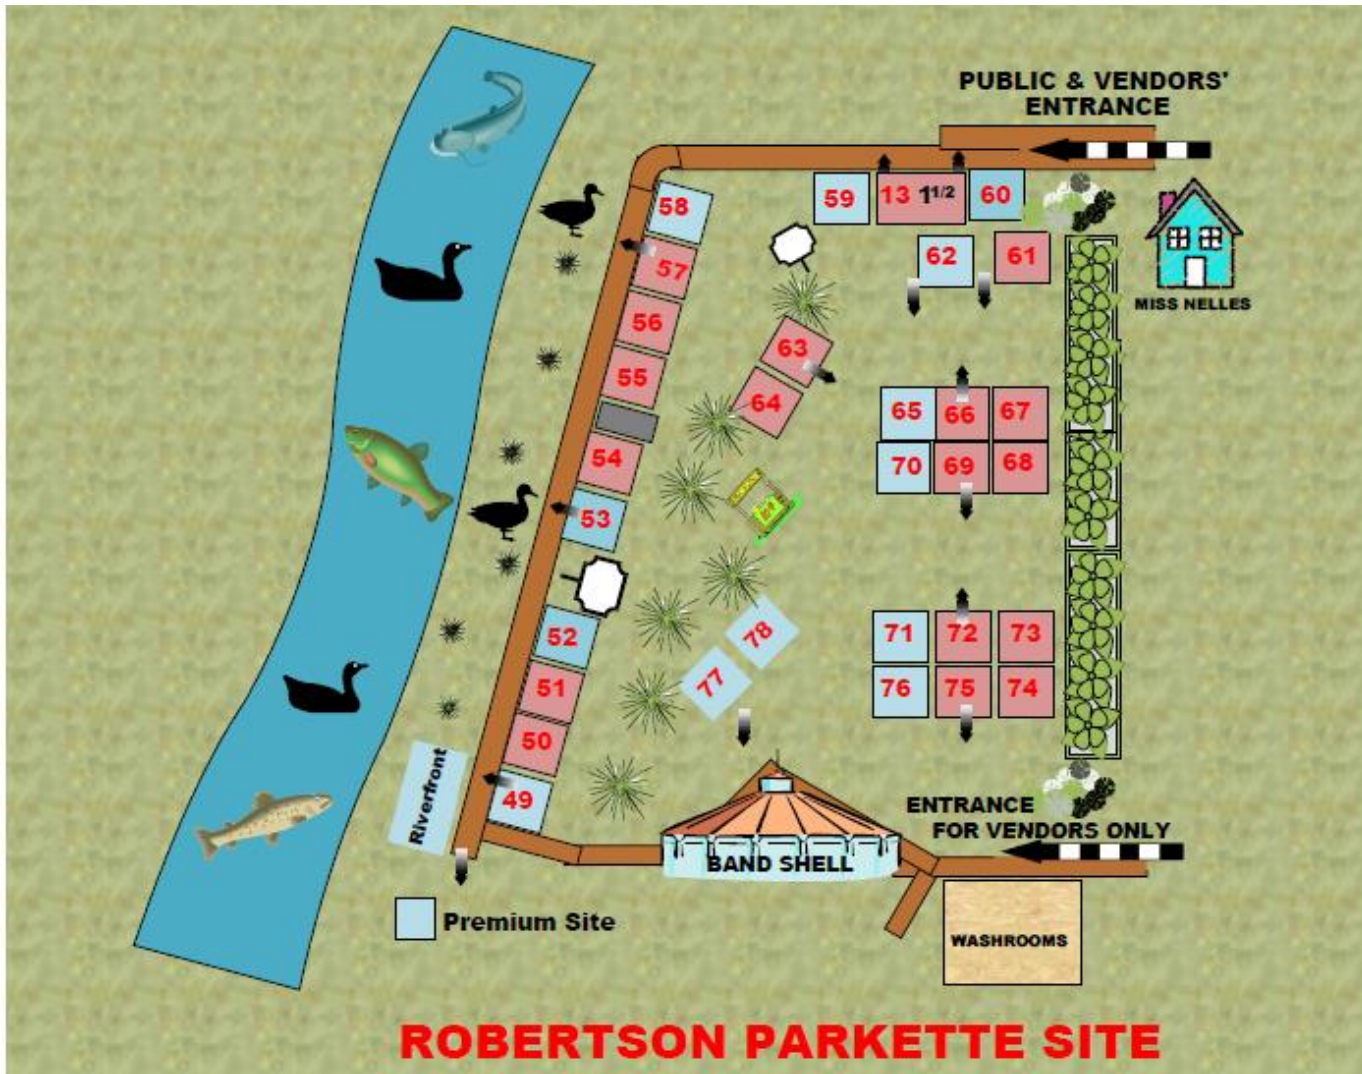 PUBLIC & VENDORS'
ENTRANCE
58
59
13 1 1/2
60
57
62
61
MISS NELLES
56
63
55
64
65
66
67
54
70
69
68
53
52
78
71
72
73
51
77
76
75
74
50
Riverfront
49
ENTRANCE
FOR VENDORS ONLY
BAND SHELL
Premium Site
WASHROOMS
ROBERTSON PARKETTE SITE